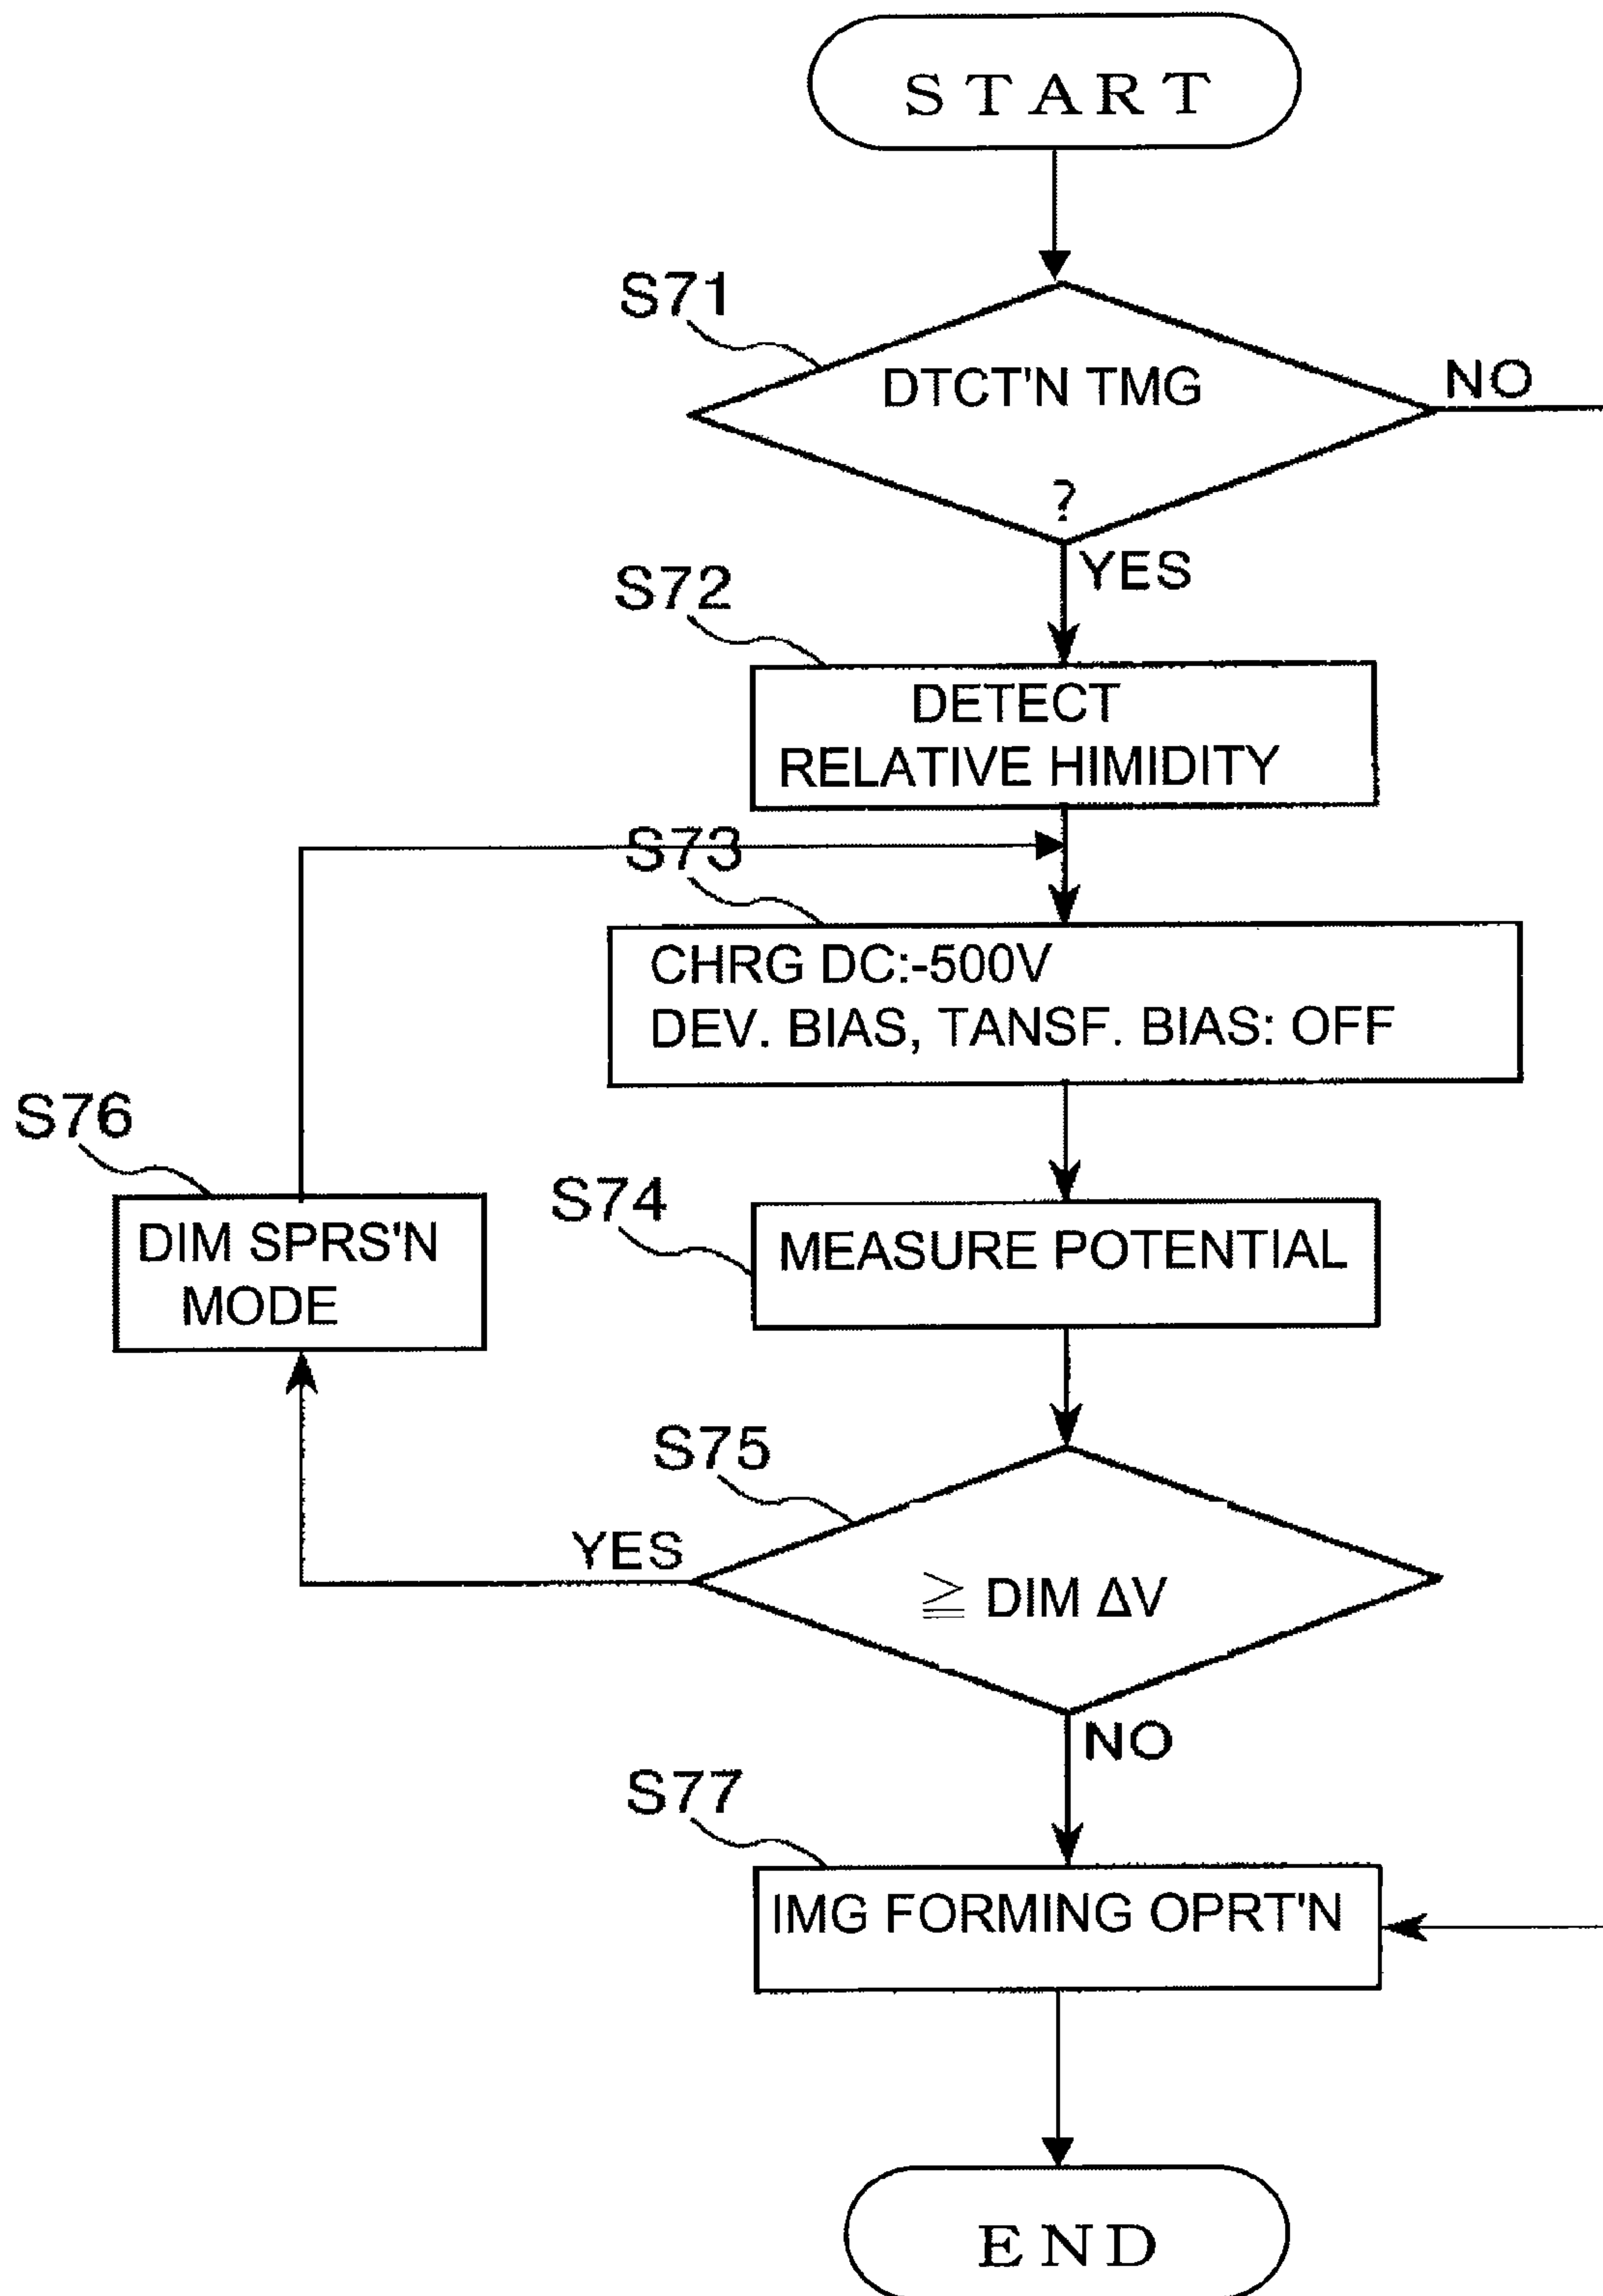 START
S71
DTCT'N TMG
NO
?
YES
S72
DETECT
RELATIVE HIMIDITY
S73
CHRG DC:-500V
DEV. BIAS, TANSF. BIAS: OFF
S76
DIM SPRS'N
MODE
S74
MEASURE POTENTIAL
S75
YES
≧ DIM ΔV
NO
S77
IMG FORMING OPRT'N
END